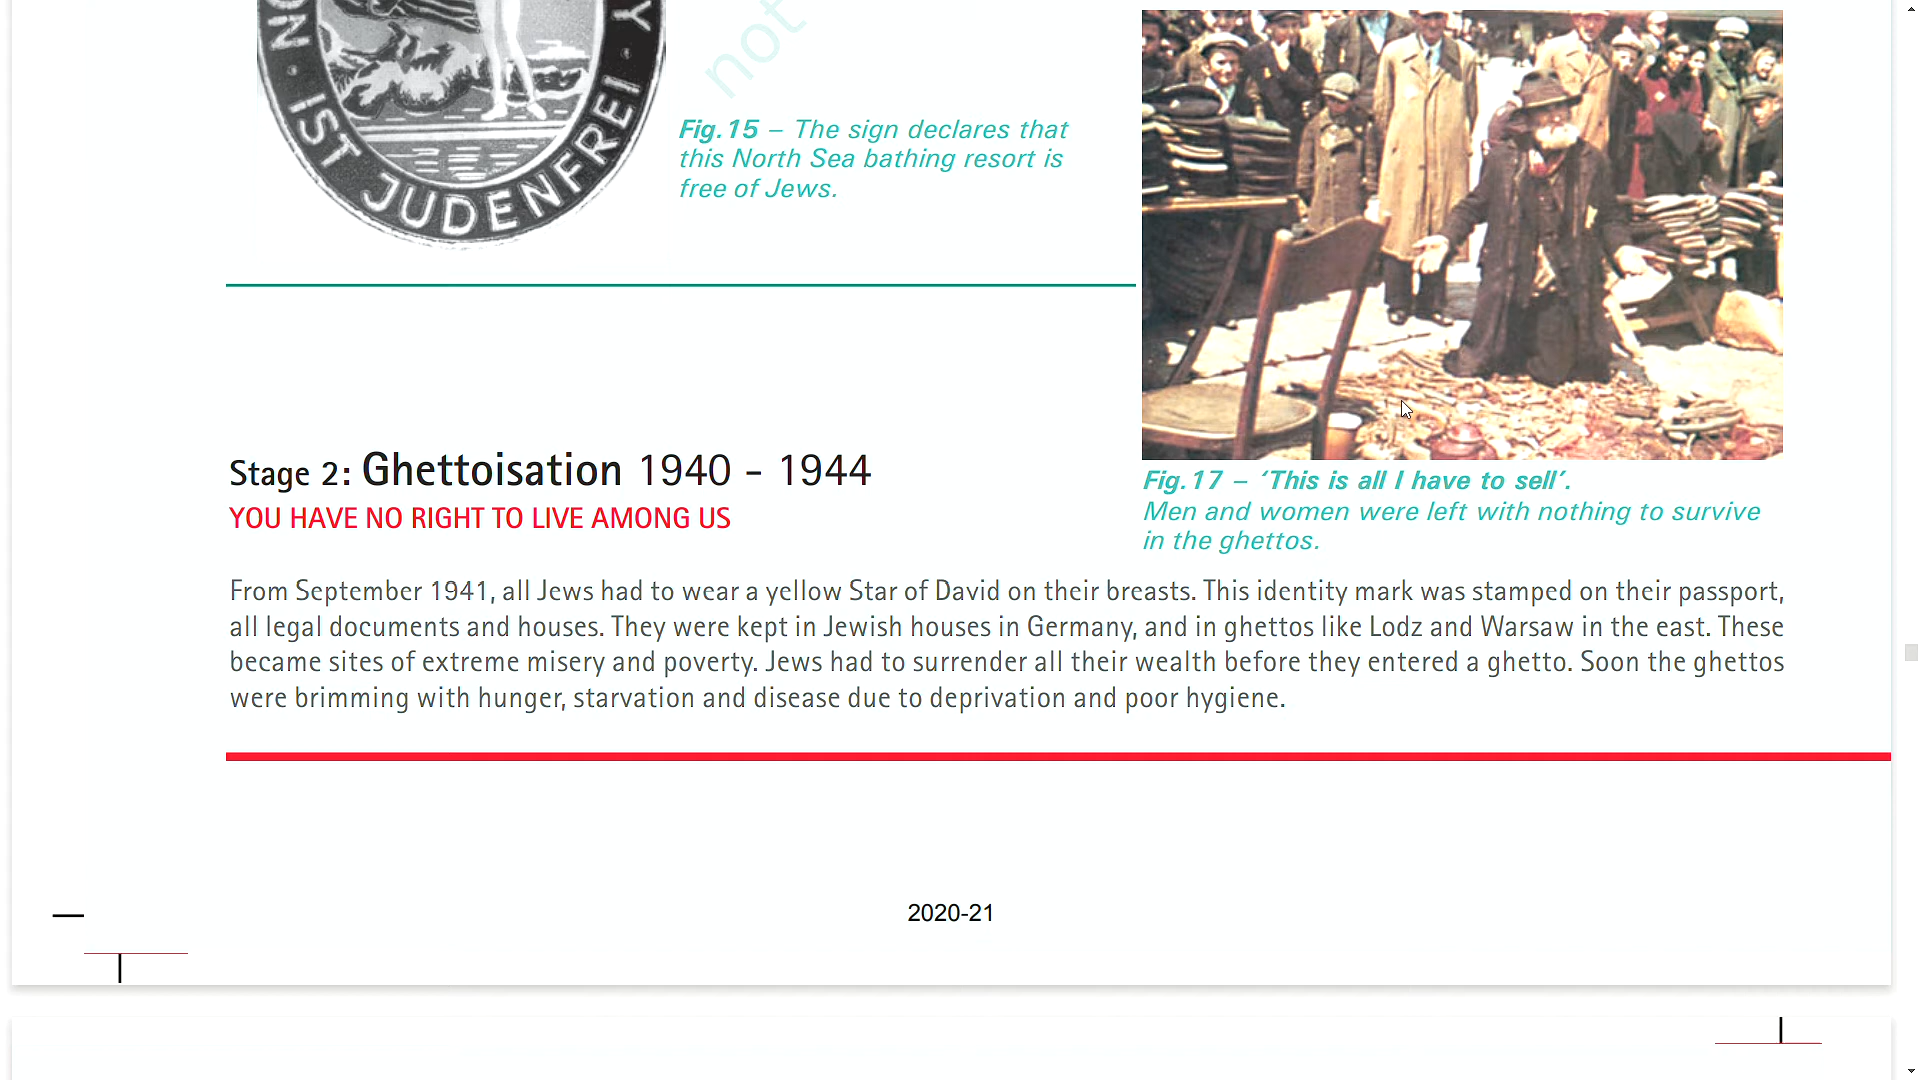 ON · IST JUDENFREI · Y
not
Fig.15 – The sign declares that
this North Sea bathing resort is
free of Jews.
Stage 2: Ghettoisation 1940 - 1944
YOU HAVE NO RIGHT TO LIVE AMONG US
Fig.17 – ‘This is all I have to sell’.
Men and women were left with nothing to survive
in the ghettos.
From September 1941, all Jews had to wear a yellow Star of David on their breasts. This identity mark was stamped on their passport,
all legal documents and houses. They were kept in Jewish houses in Germany, and in ghettos like Lodz and Warsaw in the east. These
became sites of extreme misery and poverty. Jews had to surrender all their wealth before they entered a ghetto. Soon the ghettos
were brimming with hunger, starvation and disease due to deprivation and poor hygiene.
2020-21